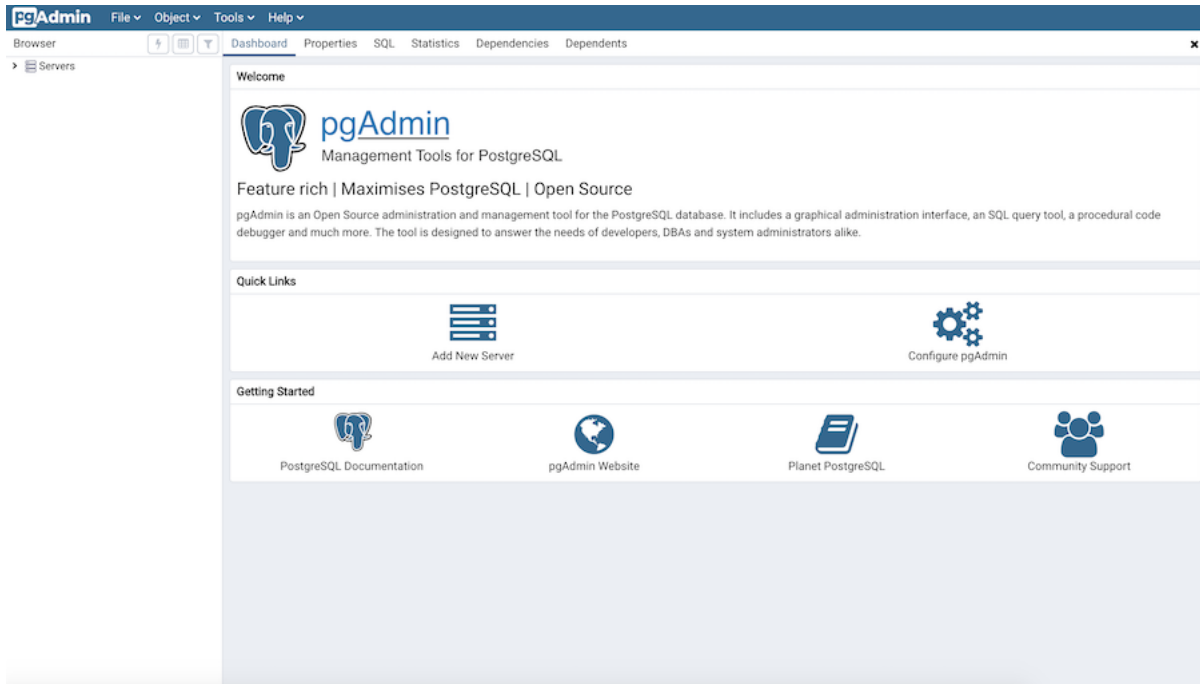 pgAdmin File Object Tools Help
Browser Dashboard Properties SQL Statistics Dependencies Dependents
Servers
Welcome
pgAdmin
Management Tools for PostgreSQL
Feature rich | Maximises PostgreSQL | Open Source
pgAdmin is an Open Source administration and management tool for the PostgreSQL database. It includes a graphical administration interface, an SQL query tool, a procedural code
debugger and much more. The tool is designed to answer the needs of developers, DBAs and system administrators alike.
Quick Links
Add New Server Configure pgAdmin
Getting Started
PostgreSQL Documentation pgAdmin Website Planet PostgreSQL Community Support